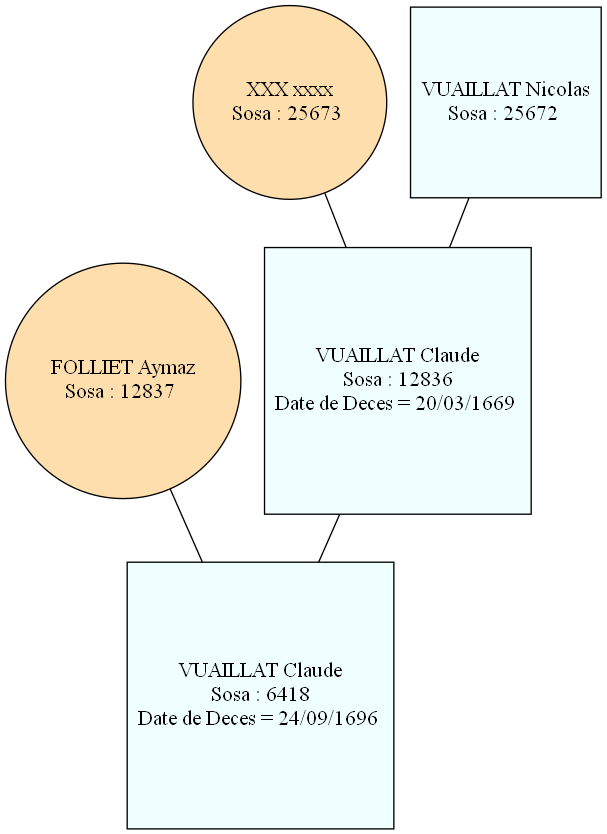 XXX xxxx
Sosa : 25673
VUAILLAT Nicolas
Sosa : 25672
FOLLIET Aymaz
Sosa : 12837
VUAILLAT Claude
Sosa : 12836
Date de Deces = 20/03/1669
VUAILLAT Claude
Sosa : 6418
Date de Deces = 24/09/1696